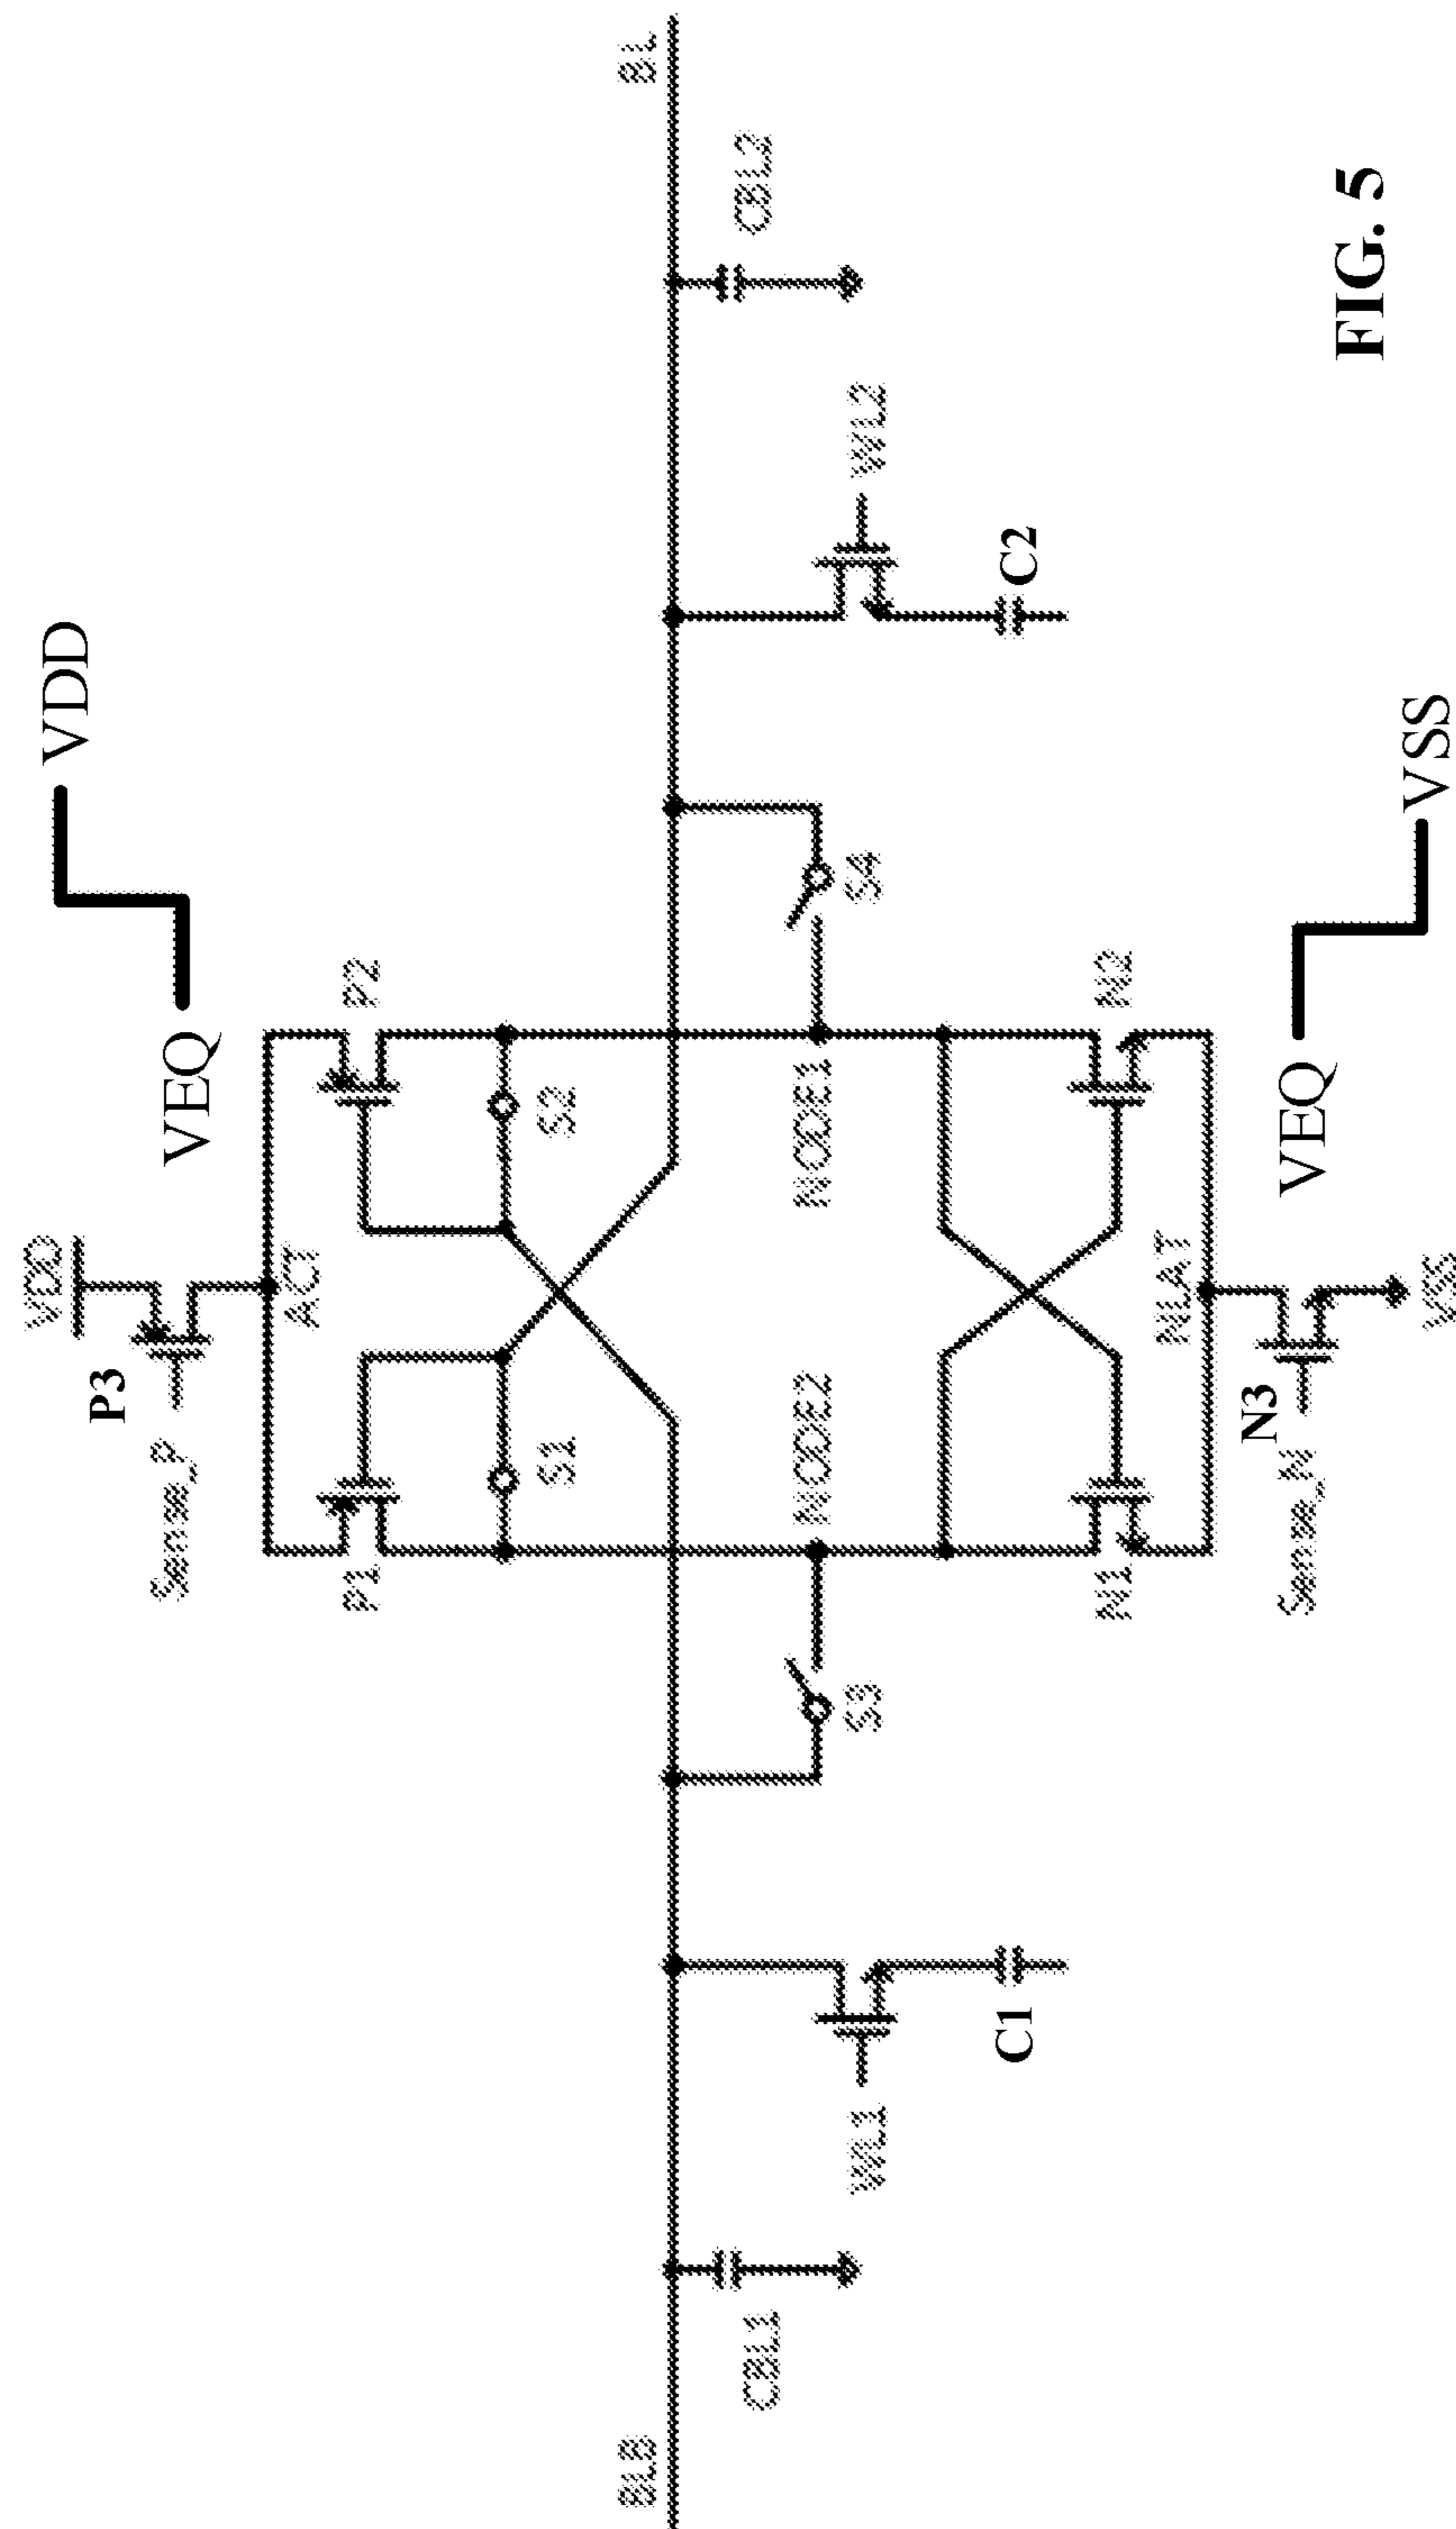 VDD
P3
Sense_P
ACT
VEQ
VDD
P1
P2
S1
S2
BLB
BL
CBL1
CBL2
NODE2
NODE1
S3
S4
WL1
WL2
C1
C2
N1
N2
NLAT
N3
Sense_N
VSS
VEQ
VSS
FIG. 5